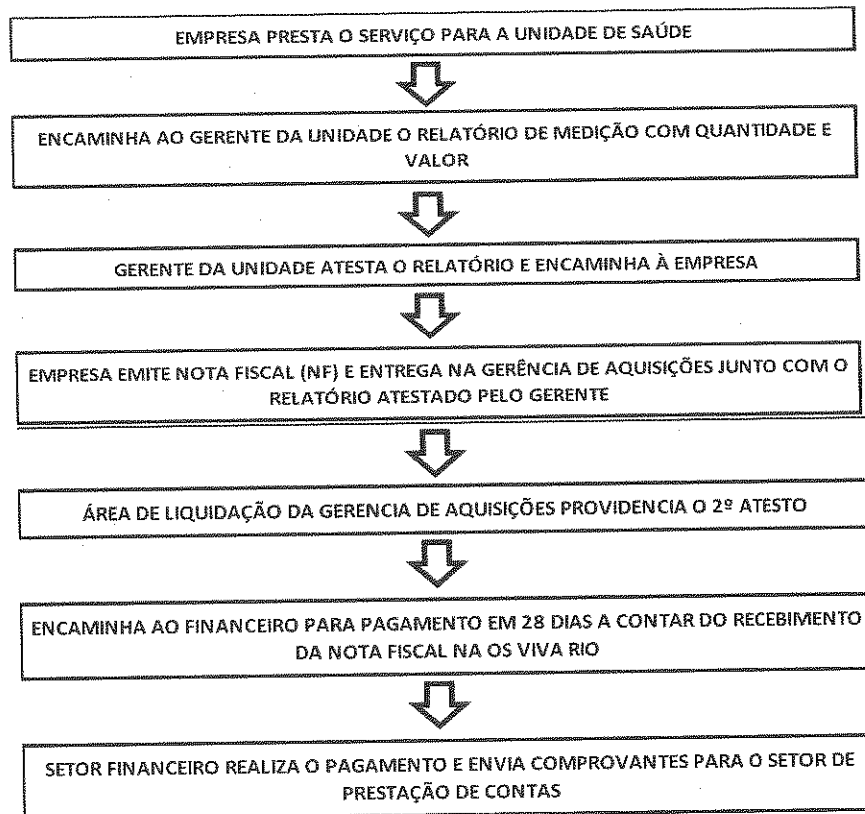 EMPRESA PRESTA O SERVIÇO PARA A UNIDADE DE SAÚDE
ENCAMINHA AO GERENTE DA UNIDADE O RELATÓRIO DE MEDIÇÃO COM QUANTIDADE E
VALOR
GERENTE DA UNIDADE ATESTA O RELATÓRIO E ENCAMINHA À EMPRESA
EMPRESA EMITE NOTA FISCAL (NF) E ENTREGA NA GERÊNCIA DE AQUISIÇÕES JUNTO COM O
RELATÓRIO ATESTADO PELO GERENTE
ÁREA DE LIQUIDAÇÃO DA GERENCIA DE AQUISIÇÕES PROVIDENCIA O 2º ATESTO
ENCAMINHA AO FINANCEIRO PARA PAGAMENTO EM 28 DIAS A CONTAR DO RECEBIMENTO
DA NOTA FISCAL NA OS VIVA RIO
SETOR FINANCEIRO REALIZA O PAGAMENTO E ENVIA COMPROVANTES PARA O SETOR DE
PRESTAÇÃO DE CONTAS